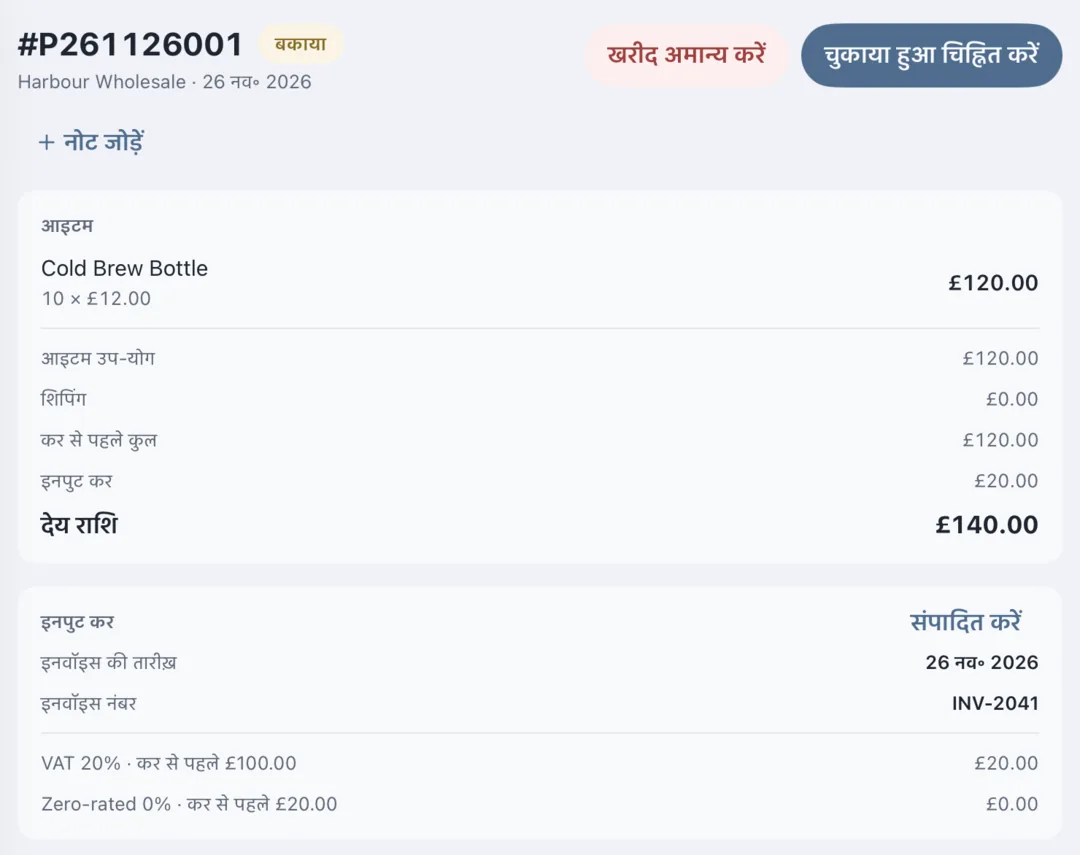 #P261126001 बकाया
खरीद अमान्य करें
चुकाया हुआ चिह्नित करें
Harbour Wholesale · 26 नव॰ 2026
+ नोट जोड़ें
आइटम
Cold Brew Bottle
10 × £12.00
£120.00
आइटम उप-योग £120.00
शिपिंग £0.00
कर से पहले कुल £120.00
इनपुट कर £20.00
देय राशि £140.00
इनपुट कर संपादित करें
इनवॉइस की तारीख़ 26 नव॰ 2026
इनवॉइस नंबर INV-2041
VAT 20% · कर से पहले £100.00 £20.00
Zero-rated 0% · कर से पहले £20.00 £0.00